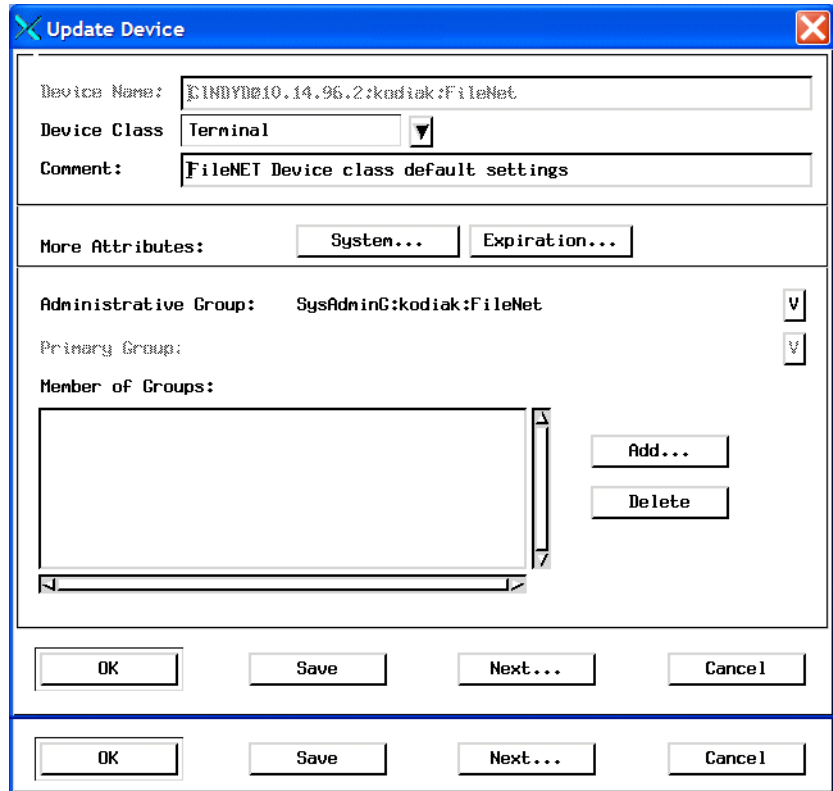 Update Device
Device Name: CINDYD@10.14.96.2:kodiak:FileNet
Device Class Terminal
Comment: FileNET Device class default settings
More Attributes: System... Expiration...
Administrative Group: SysAdminG:kodiak:FileNet V
Primary Group: V
Member of Groups:
Add...
Delete
OK Save Next... Cancel
OK Save Next... Cancel